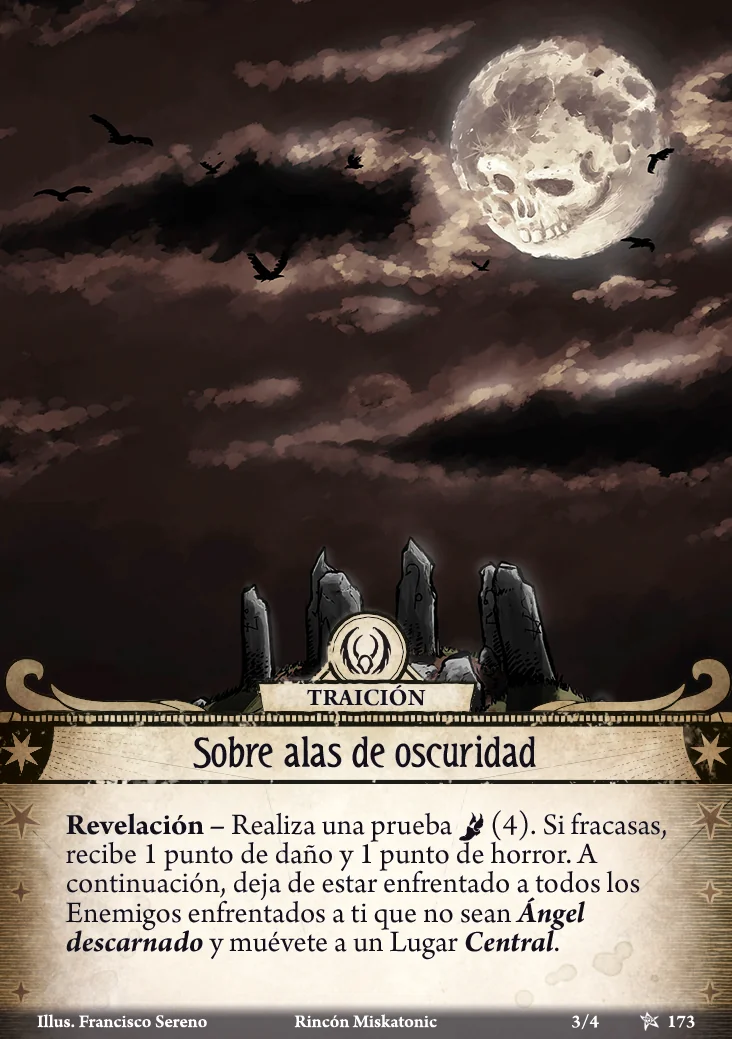 TRAICIÓN
Sobre alas de oscuridad
Revelación – Realiza una prueba (4). Si fracasas,
recibe 1 punto de daño y 1 punto de horror. A
continuación, deja de estar enfrentado a todos los
Enemigos enfrentados a ti que no sean Ángel
descarnado y muévete a un Lugar Central.
Illus. Francisco Sereno Rincón Miskatonic 3/4 173